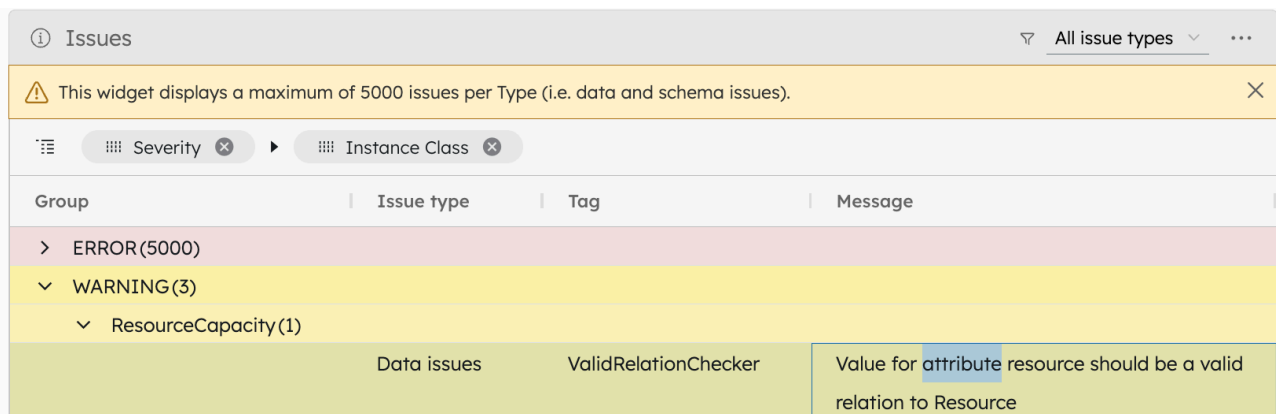 Issues All issue types ...
This widget displays a maximum of 5000 issues per Type (i.e. data and schema issues).
Severity Instance Class
Group Issue type Tag Message
ERROR(5000)
WARNING(3)
ResourceCapacity(1)
Data issues ValidRelationChecker Value for attribute resource should be a valid
relation to Resource